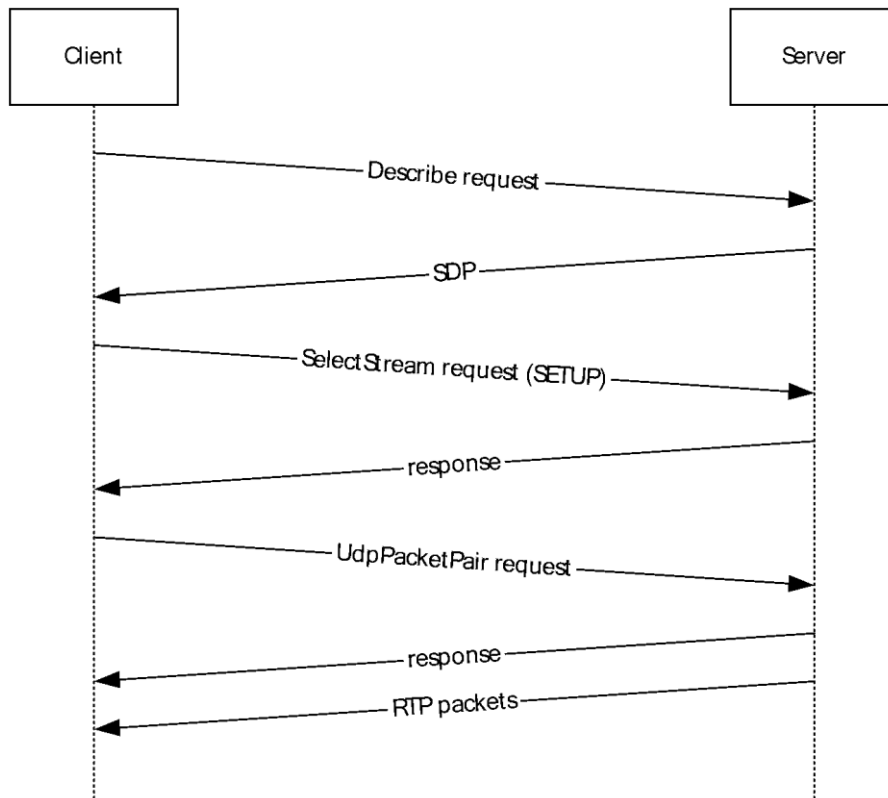 Client
Server
Describe request
SDP
SelectStream request (SETUP)
response
UdpPacketPair request
response
RTP packets